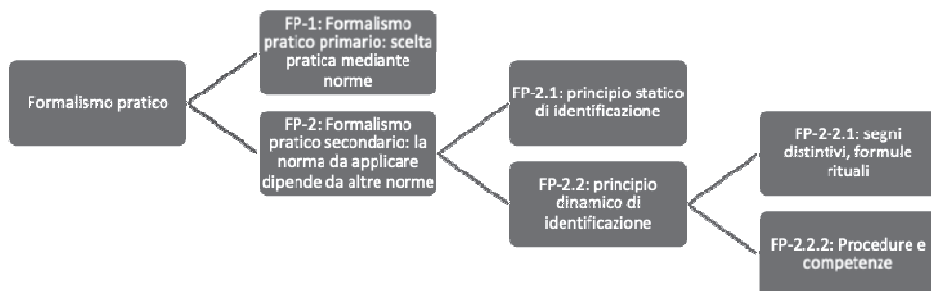 Formalismo pratico
FP-1: Formalismo
pratico primario: scelta
pratica mediante
norme
FP-2: Formalismo
pratico secondario: la
norma da applicare
dipende da altre norme
FP-2.1: principio statico
di identificazione
FP-2.2: principio
dinamico di
identificazione
FP-2-2.1: segni
distintivi, formule
rituali
FP-2.2.2: Procedure e
competenze